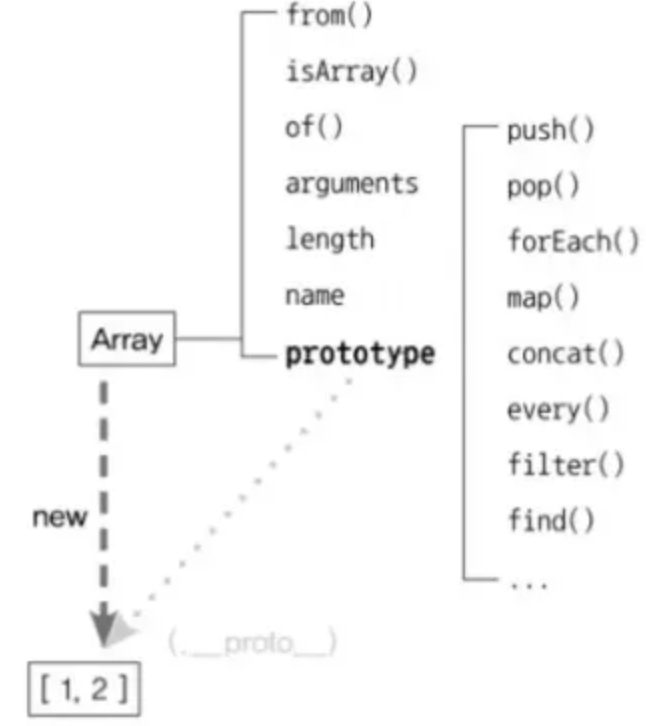 from()
isArray()
of()
arguments
length
name
prototype
push()
pop()
forEach()
map()
concat()
every()
filter()
find()
...
Array
new
(.__proto__)
[ 1, 2 ]